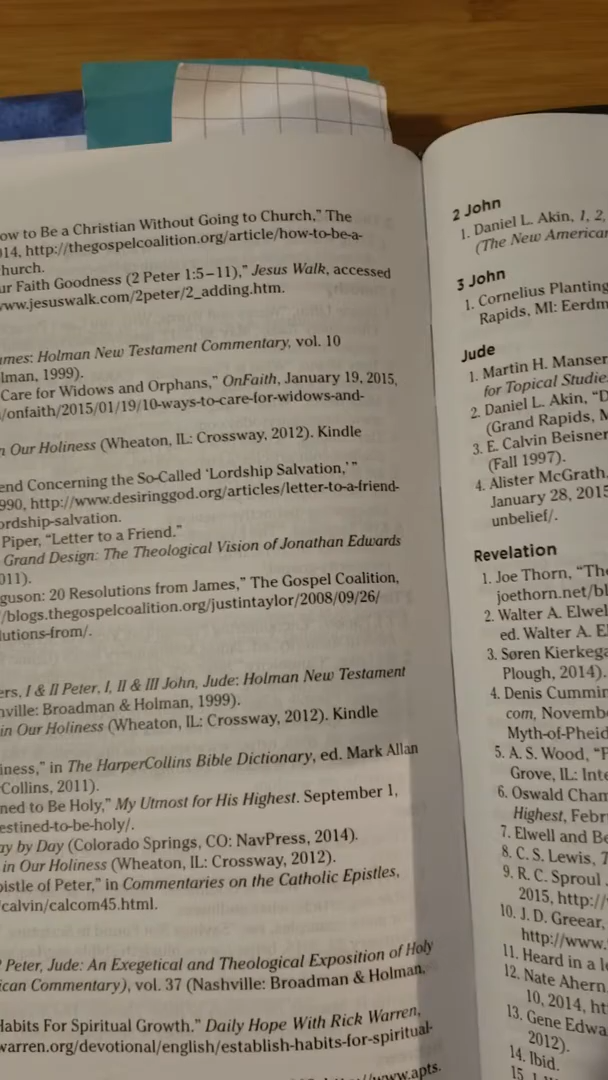 ow to Be a Christian Without Going to Church," The
014, http://thegospelcoalition.org/article/how-to-be-a-
hurch.
ur Faith Goodness (2 Peter 1:5–11)," Jesus Walk, accessed
ww.jesuswalk.com/2peter/2_adding.htm.
ames: Holman New Testament Commentary, vol. 10
lman, 1999).
Care for Widows and Orphans," OnFaith, January 19, 2015,
/onfaith/2015/01/19/10-ways-to-care-for-widows-and-
n Our Holiness (Wheaton, IL: Crossway, 2012). Kindle
end Concerning the So-Called 'Lordship Salvation,'"
990, http://www.desiringgod.org/articles/letter-to-a-friend-
ordship-salvation.
Piper, "Letter to a Friend."
Grand Design: The Theological Vision of Jonathan Edwards
011).
guson: 20 Resolutions from James," The Gospel Coalition,
/blogs.thegospelcoalition.org/justintaylor/2008/09/26/
lutions-from/.
ers, I & II Peter, I, II & III John, Jude: Holman New Testament
ville: Broadman & Holman, 1999).
in Our Holiness (Wheaton, IL: Crossway, 2012). Kindle
iness," in The HarperCollins Bible Dictionary, ed. Mark Allan
Collins, 2011).
ned to Be Holy," My Utmost for His Highest. September 1,
estined-to-be-holy/.
ay by Day (Colorado Springs, CO: NavPress, 2014).
in Our Holiness (Wheaton, IL: Crossway, 2012).
pistle of Peter," in Commentaries on the Catholic Epistles,
calvin/calcom45.html.
Peter, Jude: An Exegetical and Theological Exposition of Holy
ican Commentary), vol. 37 (Nashville: Broadman & Holman,
Habits For Spiritual Growth." Daily Hope With Rick Warren,
warren.org/devotional/english/establish-habits-for-spiritual-
/www.apts.
2 John
1. Daniel L. Akin, 1, 2,
(The New American
3 John
1. Cornelius Planting
Rapids, MI: Eerdm
Jude
1. Martin H. Manser
for Topical Studie
2. Daniel L. Akin, "D
(Grand Rapids, M
3. E. Calvin Beisner
(Fall 1997).
4. Alister McGrath,
January 28, 2015
unbelief/.
Revelation
1. Joe Thorn, "The
joethorn.net/bl
2. Walter A. Elwel
ed. Walter A. E
3. Søren Kierkega
Plough, 2014).
4. Denis Cummin
com, Novemb
Myth-of-Pheid
5. A. S. Wood, "P
Grove, IL: Inte
6. Oswald Cham
Highest, Febr
7. Elwell and Be
8. C. S. Lewis,
9. R. C. Sproul
2015, http://
10. J. D. Greear,
http://www.
11. Heard in a
12. Nate Ahern
10, 2014, ht
13. Gene Edwa
2012).
14. Ibid.
15.